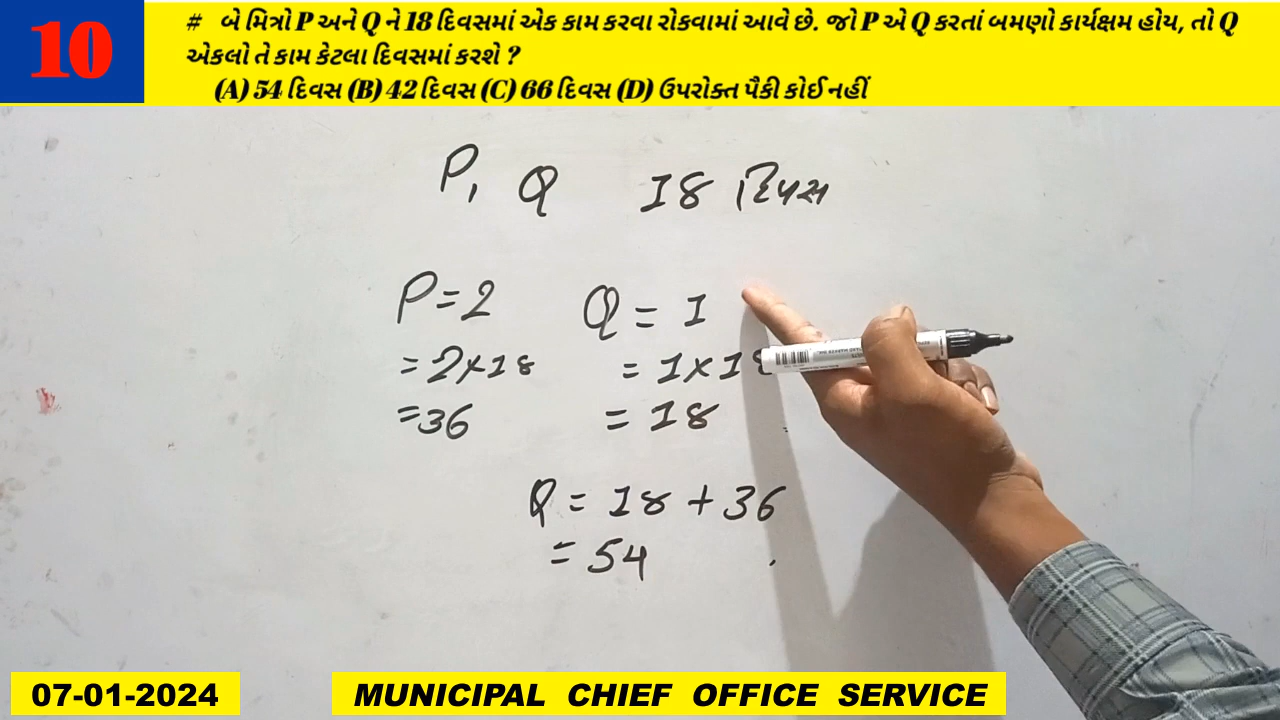 10
# બે મિત્રો P અને Q ને 18 દિવસમાં એક કામ કરવા રોકવામાં આવે છે. જો P એ Q કરતાં બમણો કાર્યક્ષમ હોય, તો Q
એકલો તે કામ કેટલા દિવસમાં કરશે ?
(A) 54 દિવસ (B) 42 દિવસ (C) 66 દિવસ (D) ઉપરોક્ત પૈકી કોઈ નહીં
P, Q 18 દિવસ
P = 2 Q = 1
= 2 x 18 = 1 x 18
= 36 = 18
Q = 18 + 36
= 54
07-01-2024 MUNICIPAL CHIEF OFFICE SERVICE